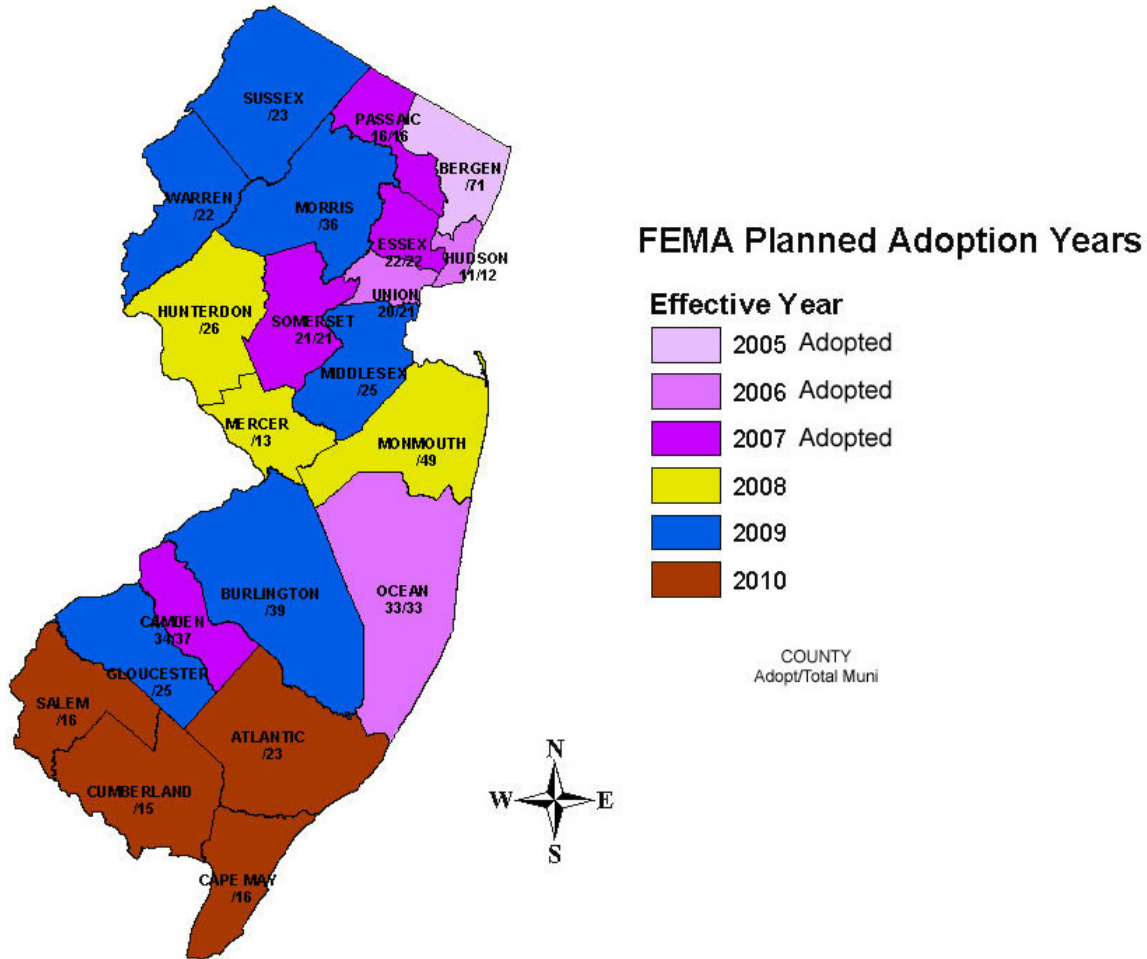 SUSSEX
/23
PASSAIC
16/16
BERGEN
/71
WARREN
/22
MORRIS
/36
ESSEX
22/22
HUDSON
11/12
UNION
20/21
HUNTERDON
/26
SOMERSET
21/21
MIDDLESEX
/25
MERCER
/13
MONMOUTH
/49
OCEAN
33/33
BURLINGTON
/39
CAMDEN
34/37
GLOUCESTER
/25
SALEM
/16
ATLANTIC
/23
CUMBERLAND
/15
CAPE MAY
/16
FEMA Planned Adoption Years
Effective Year
2005 Adopted
2006 Adopted
2007 Adopted
2008
2009
2010
COUNTY
Adopt/Total Muni
N
W E
S